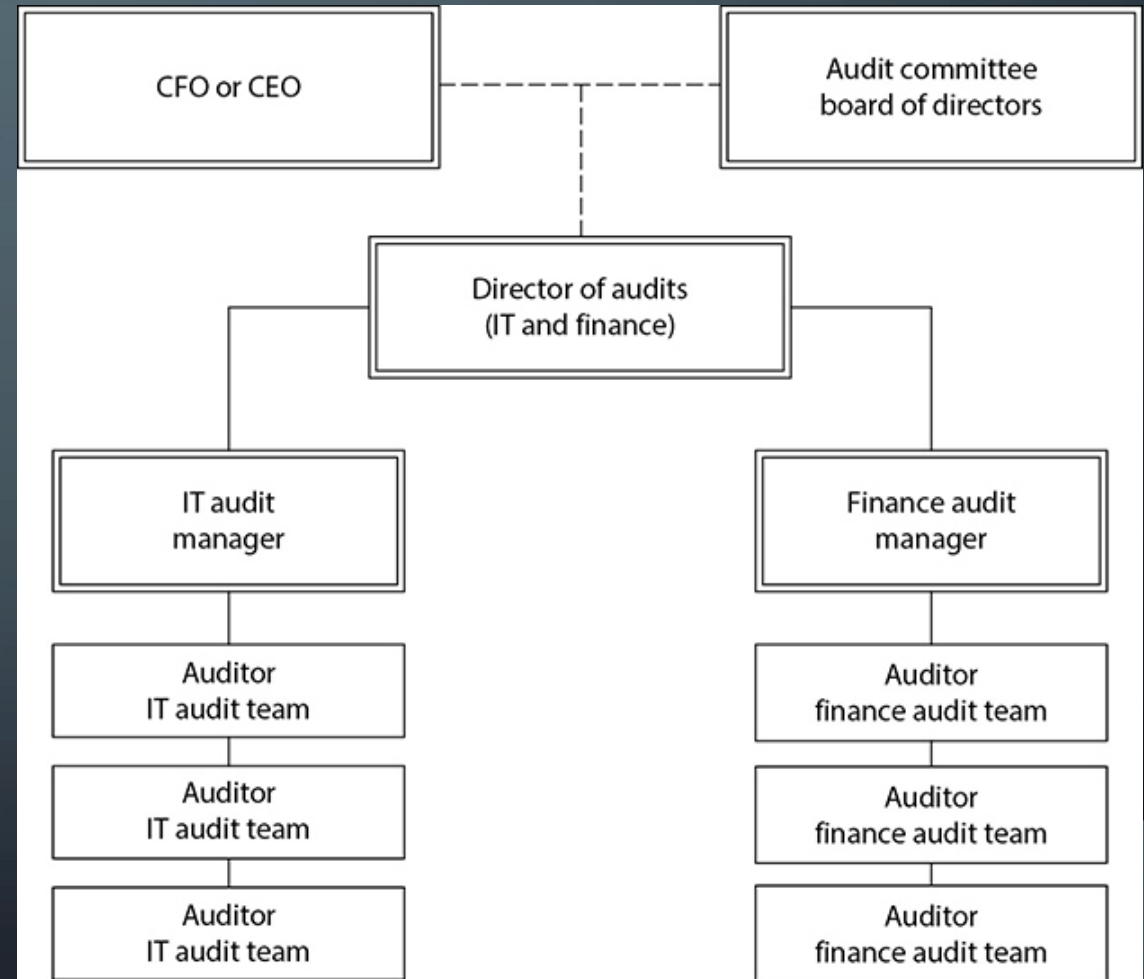 CFO or CEO
Audit committee
board of directors
Director of audits
(IT and finance)
IT audit
manager
Finance audit
manager
Auditor
IT audit team
Auditor
finance audit team
Auditor
IT audit team
Auditor
finance audit team
Auditor
IT audit team
Auditor
finance audit team